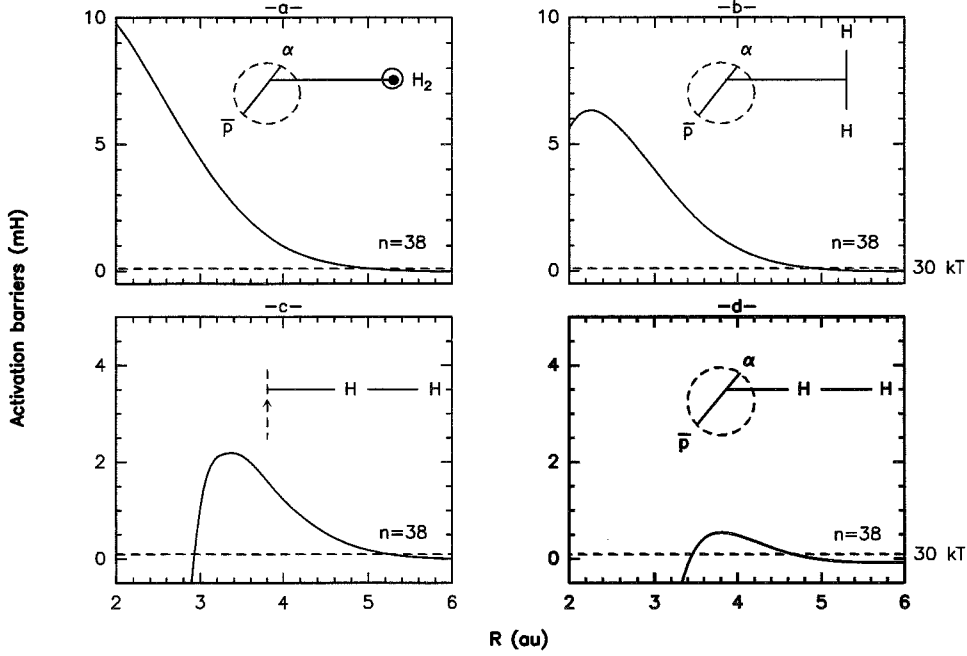 Activation barriers (mH)
—a—
10
5
0
α
p̄
H₂
n=38
—b—
10
5
0
α
p̄
H
H
n=38
30 kT
—c—
4
2
0
H — H
n=38
2 3 4 5 6
—d—
4
2
0
α
p̄
H — H
n=38
30 kT
2 3 4 5 6
R (au)